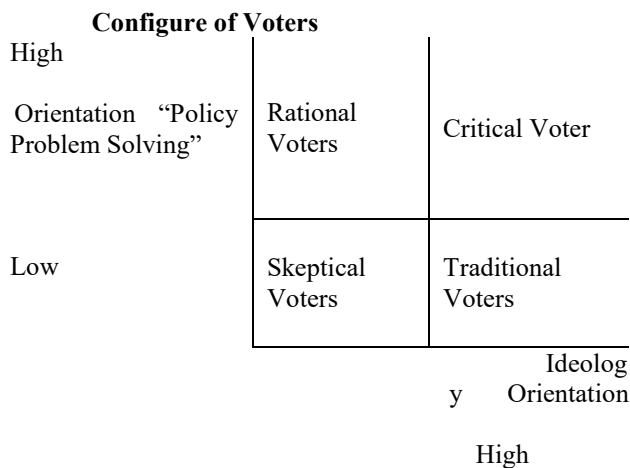 Configure of Voters
High
Orientation “Policy
Problem Solving”
Rational
Voters
Critical Voter
Low
Skeptical
Voters
Traditional
Voters
Ideolog
y Orientation
High